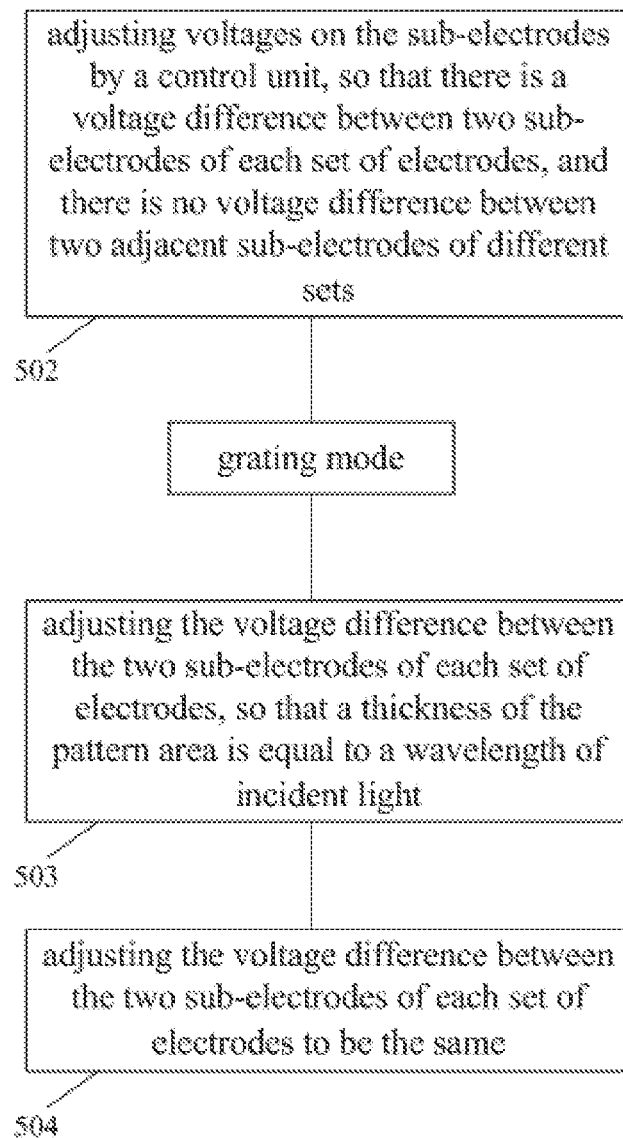 adjusting voltages on the sub-electrodes
by a control unit, so that there is a
voltage difference between two sub-
electrodes of each set of electrodes, and
there is no voltage difference between
two adjacent sub-electrodes of different
sets
502
grating mode
adjusting the voltage difference between
the two sub-electrodes of each set of
electrodes, so that a thickness of the
pattern area is equal to a wavelength of
incident light
503
adjusting the voltage difference between
the two sub-electrodes of each set of
electrodes to be the same
504